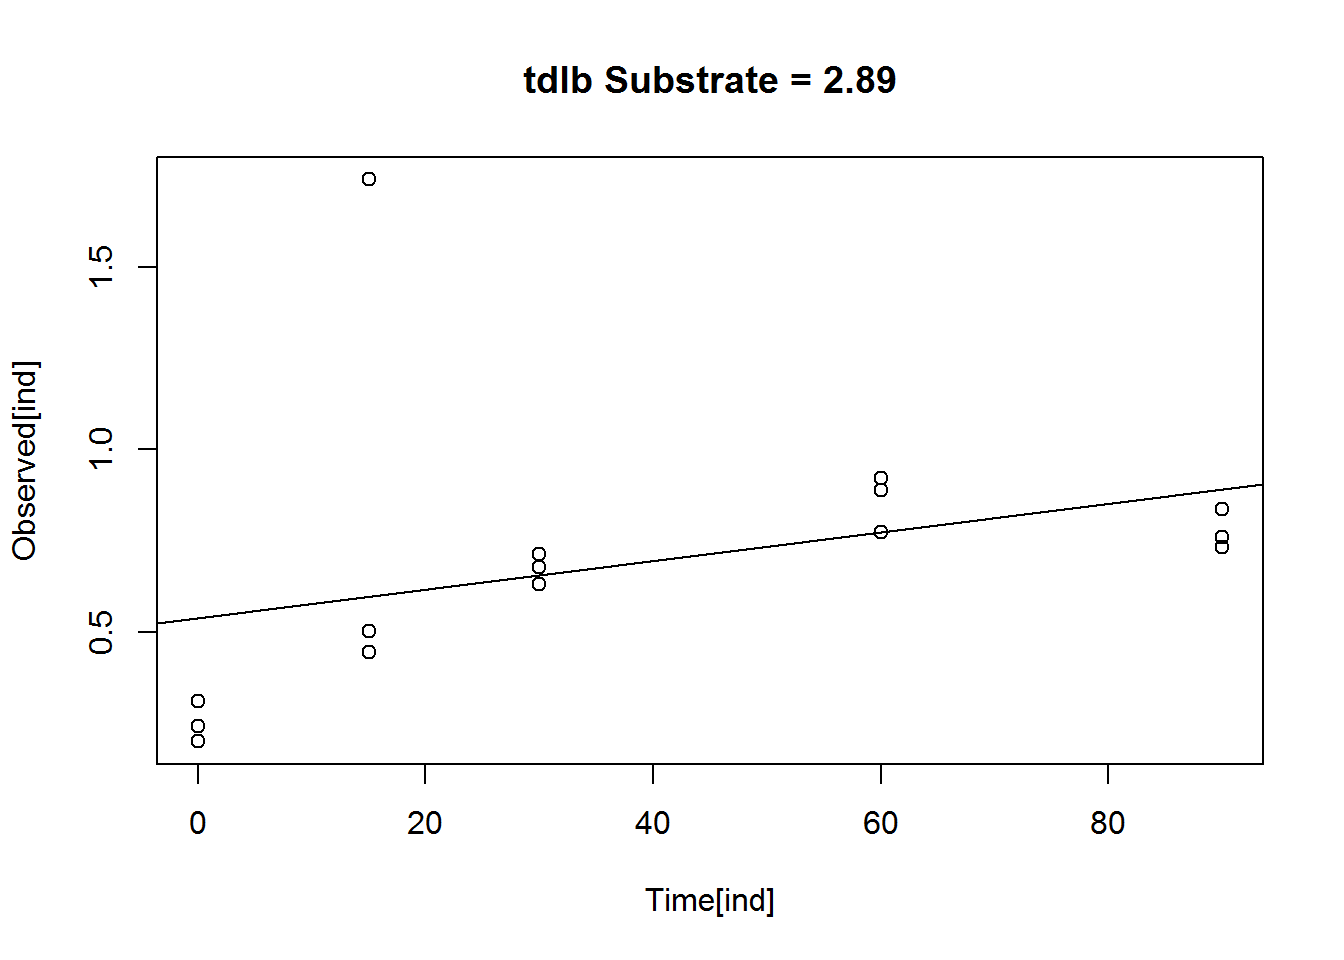 tdlb Substrate = 2.89
Observed[ind]
1.5
1.0
0.5
0 20 40 60 80
Time[ind]